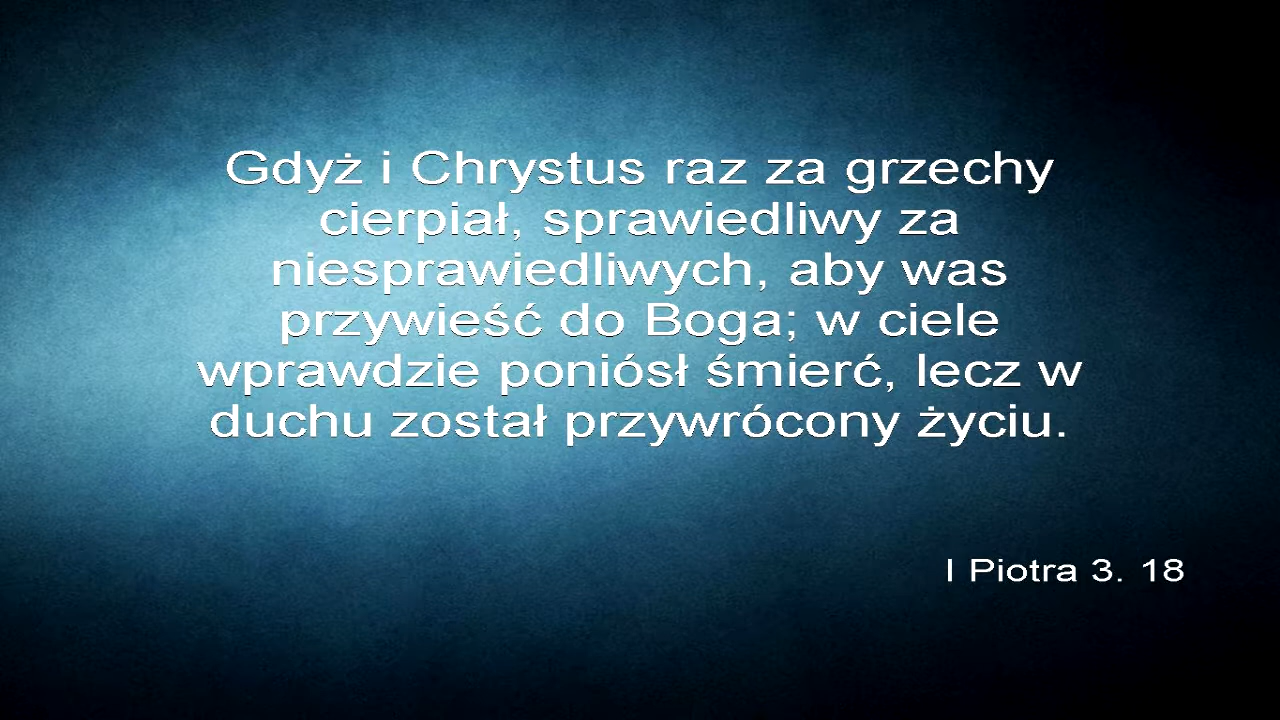 Gdyż i Chrystus raz za grzechy
cierpiał, sprawiedliwy za
niesprawiedliwych, aby was
przywieść do Boga; w ciele
wprawdzie poniósł śmierć, lecz w
duchu został przywrócony życiu.
I Piotra 3. 18